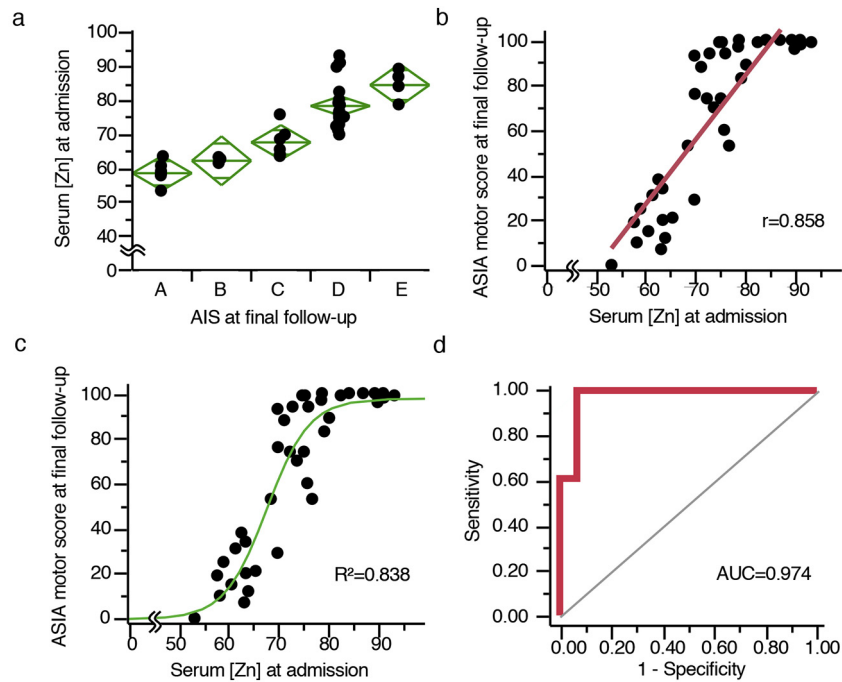 a
Serum [Zn] at admission
100
90
80
70
60
50
40
0
A B C D E
AIS at final follow-up
b
ASIA motor score at final follow-up
100
80
60
40
20
0
r=0.858
0 50 60 70 80 90
Serum [Zn] at admission
c
ASIA motor score at final follow-up
100
80
60
40
20
0
R²=0.838
0 50 60 70 80 90
Serum [Zn] at admission
d
Sensitivity
1.00
0.80
0.60
0.40
0.20
0.00
AUC=0.974
0.00 0.20 0.40 0.60 0.80 1.00
1 - Specificity